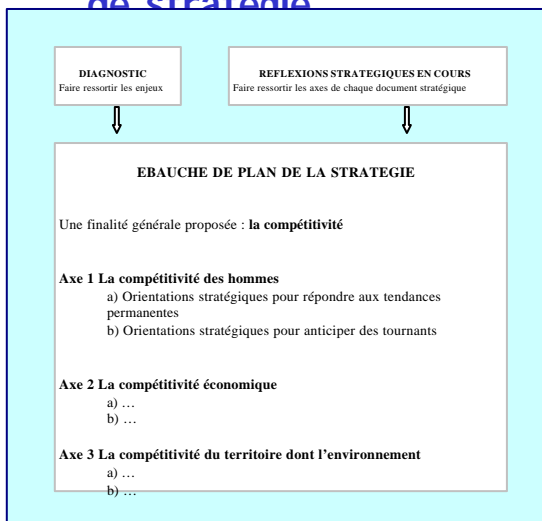 de stratégie
DIAGNOSTIC
Faire ressortir les enjeux
REFLEXIONS STRATEGIQUES EN COURS
Faire ressortir les axes de chaque document stratégique
EBAUCHE DE PLAN DE LA STRATEGIE
Une finalité générale proposée : la compétitivité
Axe 1 La compétitivité des hommes
a) Orientations stratégiques pour répondre aux tendances
permanentes
b) Orientations stratégiques pour anticiper des tournants
Axe 2 La compétitivité économique
a) …
b) …
Axe 3 La compétitivité du territoire dont l’environnement
a) …
b) …